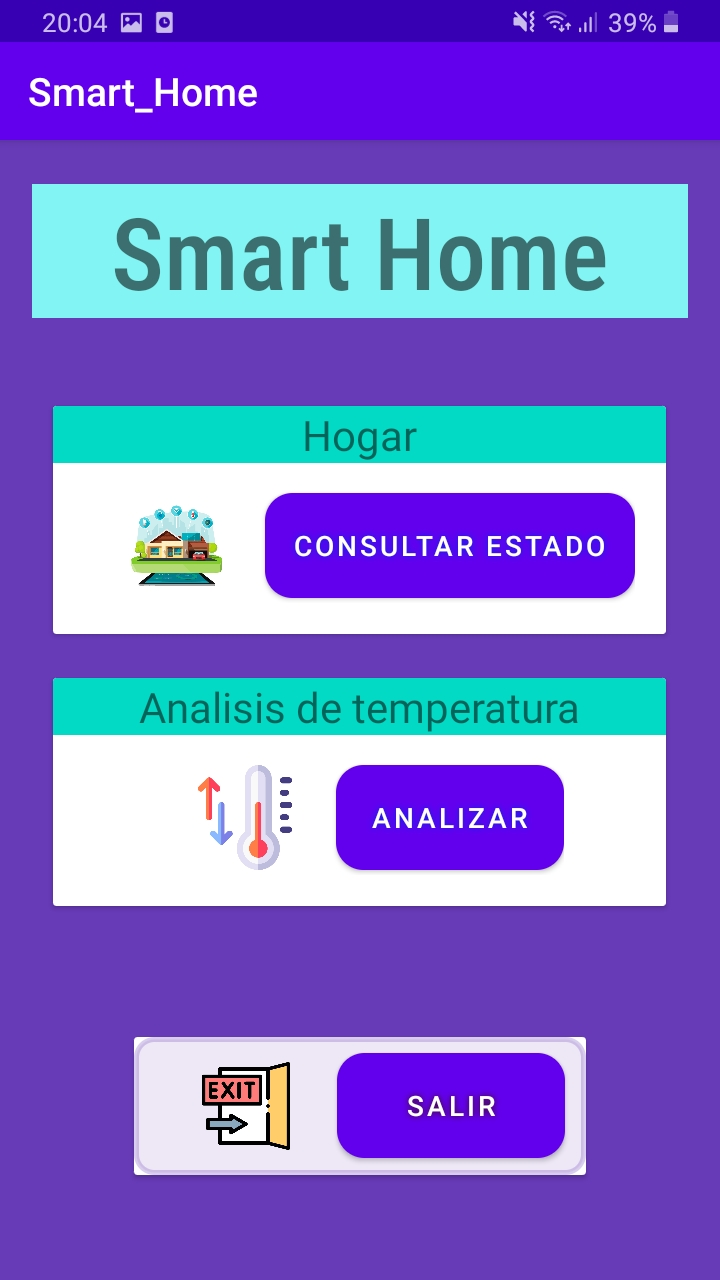 20:04 39%
Smart_Home
Smart Home
Hogar
CONSULTAR ESTADO
Analisis de temperatura
ANALIZAR
EXIT
SALIR